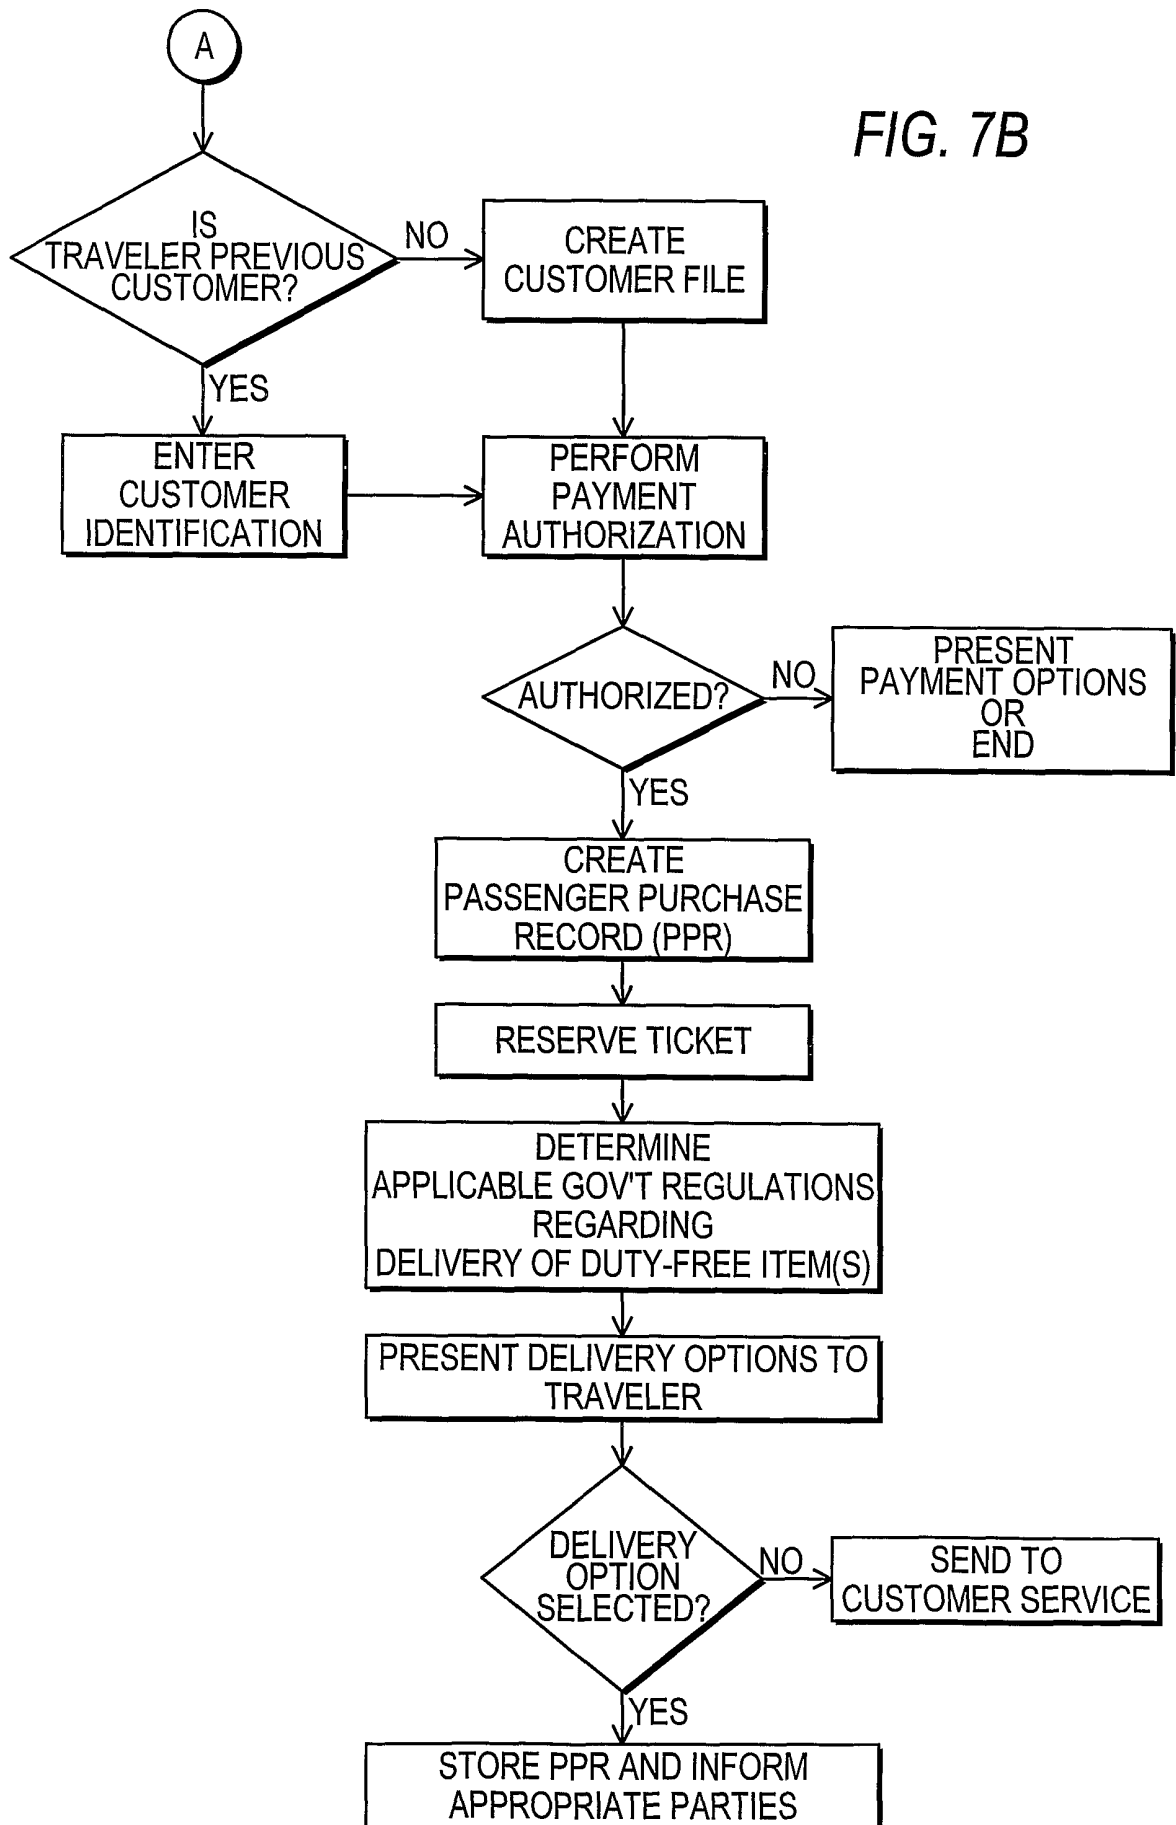 A
FIG. 7B
IS
TRAVELER PREVIOUS
CUSTOMER?
NO
CREATE
CUSTOMER FILE
YES
ENTER
CUSTOMER
IDENTIFICATION
PERFORM
PAYMENT
AUTHORIZATION
AUTHORIZED?
NO
PRESENT
PAYMENT OPTIONS
OR
END
YES
CREATE
PASSENGER PURCHASE
RECORD (PPR)
RESERVE TICKET
DETERMINE
APPLICABLE GOV'T REGULATIONS
REGARDING
DELIVERY OF DUTY-FREE ITEM(S)
PRESENT DELIVERY OPTIONS TO
TRAVELER
DELIVERY
OPTION
SELECTED?
NO
SEND TO
CUSTOMER SERVICE
YES
STORE PPR AND INFORM
APPROPRIATE PARTIES